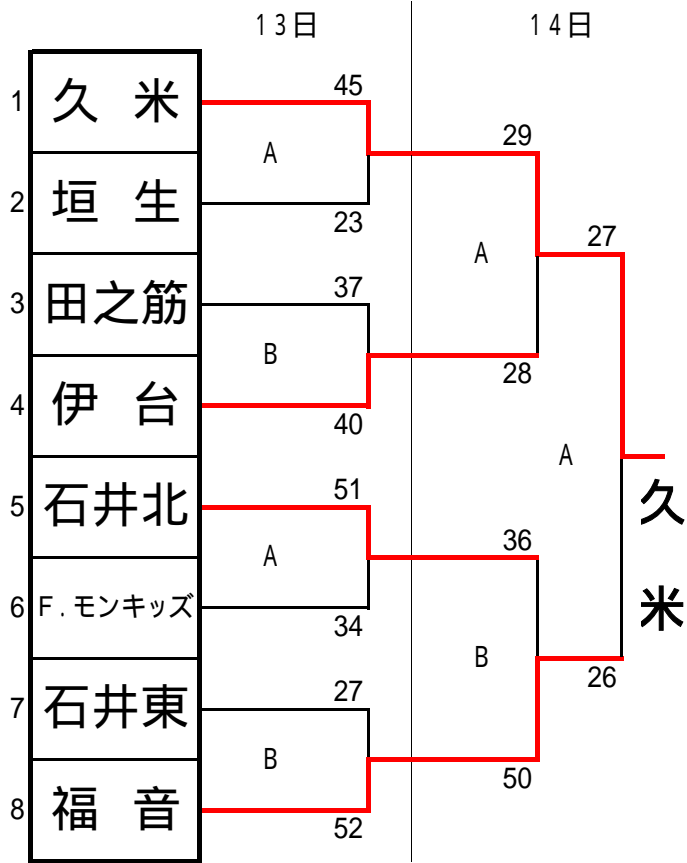 13日
14日
1 久米 45
A
2 垣生 23
29
3 田之筋 37
B
4 伊台 40
28
A
27
5 石井北 51
A
6 F.モンキッズ 34
36
7 石井東 27
B
8 福音 52
50
B
26
A
久米